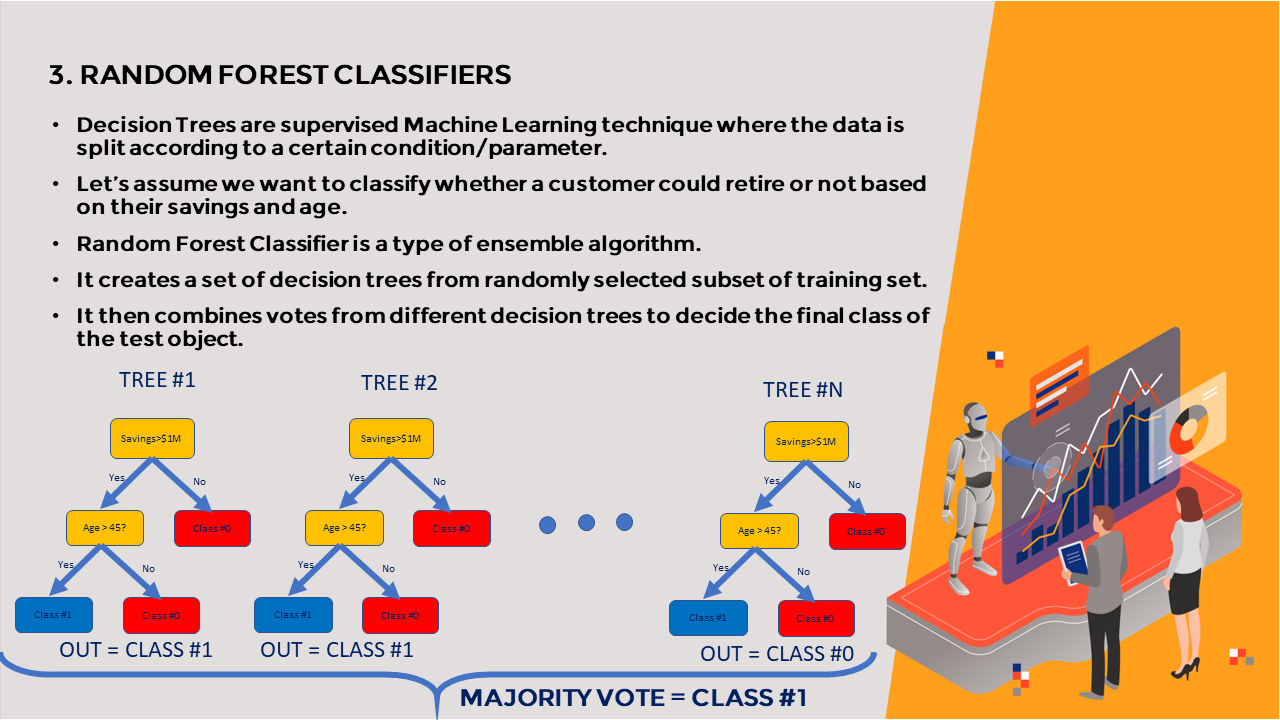 3. RANDOM FOREST CLASSIFIERS
• Decision Trees are supervised Machine Learning technique where the data is
split according to a certain condition/parameter.
• Let's assume we want to classify whether a customer could retire or not based
on their savings and age.
• Random Forest Classifier is a type of ensemble algorithm.
• It creates a set of decision trees from randomly selected subset of training set.
• It then combines votes from different decision trees to decide the final class of
the test object.
TREE #1
Savings>$1M
Yes
No
Age > 45?
Class #0
Yes
No
Class #1
Class #0
OUT = CLASS #1
TREE #2
Savings>$1M
Yes
No
Age > 45?
Class #0
Yes
No
Class #1
Class #0
OUT = CLASS #1
TREE #N
Savings>$1M
Yes
No
Age > 45?
Class #0
Yes
No
Class #1
Class #0
OUT = CLASS #0
MAJORITY VOTE = CLASS #1